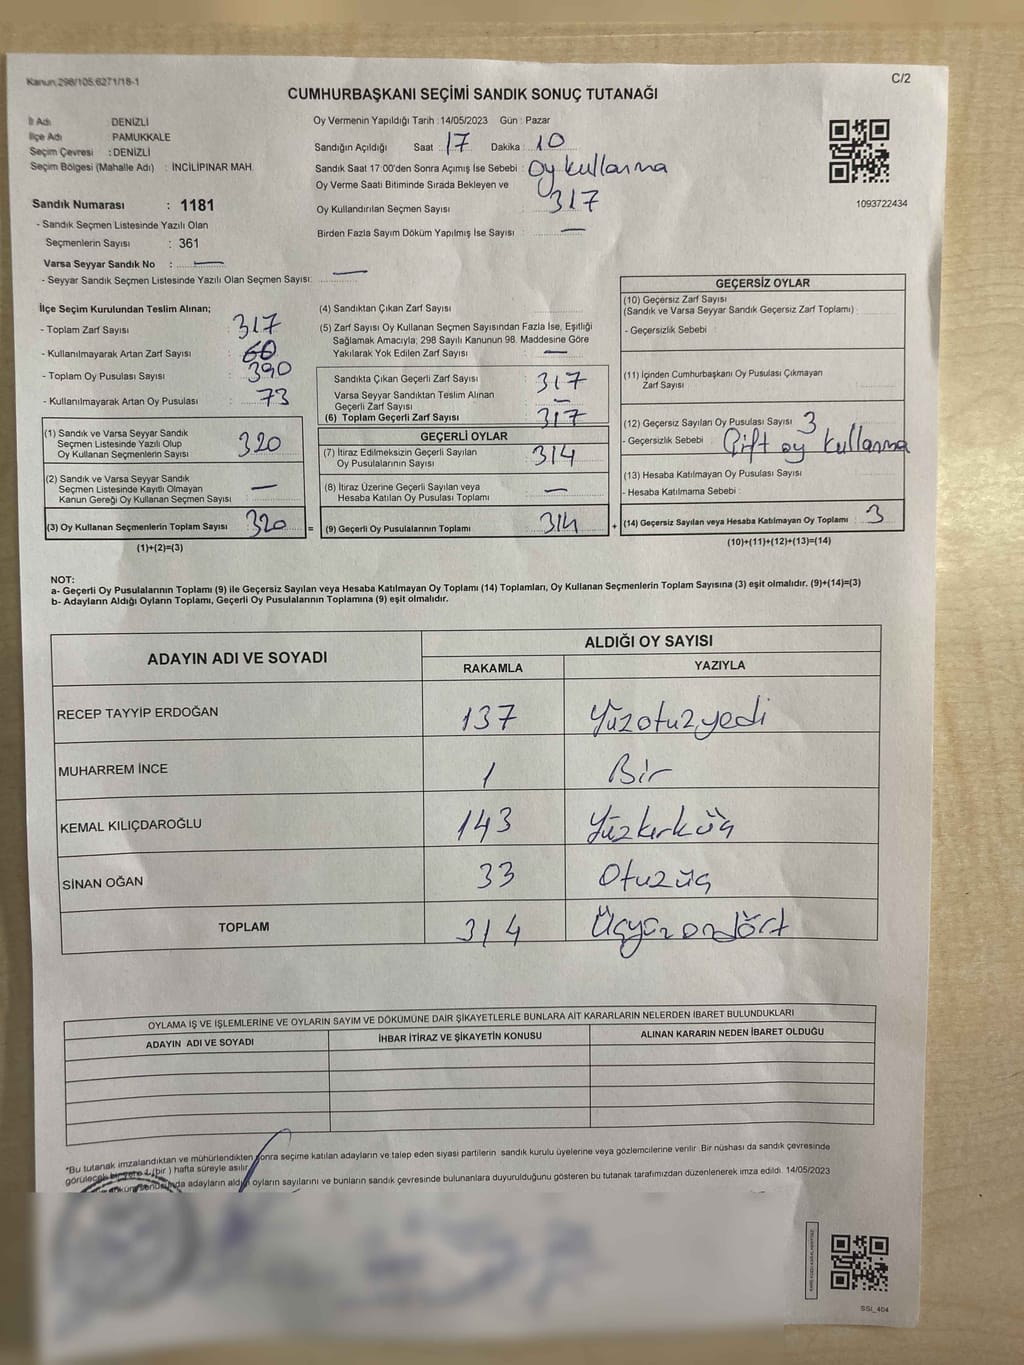 Kanun:298/105,6271/18-1
C/2
CUMHURBAŞKANI SEÇİMİ SANDIK SONUÇ TUTANAĞI
İl Adı : DENİZLİ
İlçe Adı : PAMUKKALE
Seçim Çevresi : DENİZLİ
Seçim Bölgesi (Mahalle Adı) : İNCİLİPINAR MAH.
Sandık Numarası : 1181
- Sandık Seçmen Listesinde Yazılı Olan
Seçmenlerin Sayısı : 361
Varsa Seyyar Sandık No : —
- Seyyar Sandık Seçmen Listesinde Yazılı Olan Seçmen Sayısı: —
Oy Vermenin Yapıldığı Tarih : 14/05/2023 Gün : Pazar
Sandığın Açıldığı Saat : 17 Dakika : 10
Sandık Saat 17:00'den Sonra Açımış İse Sebebi : Oy kullanma
Oy Verme Saati Bitiminde Sırada Bekleyen ve
Oy Kullandırılan Seçmen Sayısı : 317
Birden Fazla Sayım Döküm Yapılmış İse Sayısı : —
1093722434
İlçe Seçim Kurulundan Teslim Alınan;
- Toplam Zarf Sayısı : 317
- Kullanılmayarak Artan Zarf Sayısı : 60
- Toplam Oy Pusulası Sayısı : 390
- Kullanılmayarak Artan Oy Pusulası : 73
(1) Sandık ve Varsa Seyyar Sandık
Seçmen Listesinde Yazılı Olup
Oy Kullanan Seçmenlerin Sayısı 320
(2) Sandık ve Varsa Seyyar Sandık
Seçmen Listesinde Kayıtlı Olmayan
Kanun Gereği Oy Kullanan Seçmen Sayısı —
(3) Oy Kullanan Seçmenlerin Toplam Sayısı 320 =
(1)+(2)=(3)
(4) Sandıktan Çıkan Zarf Sayısı
(5) Zarf Sayısı Oy Kullanan Seçmen Sayısından Fazla İse, Eşitliği
Sağlamak Amacıyla; 298 Sayılı Kanunun 98. Maddesine Göre
Yakılarak Yok Edilen Zarf Sayısı —
Sandıkta Çıkan Geçerli Zarf Sayısı 317
Varsa Seyyar Sandıktan Teslim Alınan
Geçerli Zarf Sayısı —
(6) Toplam Geçerli Zarf Sayısı 317
GEÇERLİ OYLAR
(7) İtiraz Edilmeksizin Geçerli Sayılan
Oy Pusulalarının Sayısı 314
(8) İtiraz Üzerine Geçerli Sayılan veya
Hesaba Katılan Oy Pusulası Toplamı —
(9) Geçerli Oy Pusulalarının Toplamı 314 +
GEÇERSİZ OYLAR
(10) Geçersiz Zarf Sayısı
(Sandık ve Varsa Seyyar Sandık Geçersiz Zarf Toplamı) :
- Geçersizlik Sebebi :
(11) İçinden Cumhurbaşkanı Oy Pusulası Çıkmayan
Zarf Sayısı
(12) Geçersiz Sayılan Oy Pusulası Sayısı 3
- Geçersizlik Sebebi : Çift oy kullanma
(13) Hesaba Katılmayan Oy Pusulası Sayısı
- Hesaba Katılmama Sebebi :
(14) Geçersiz Sayılan veya Hesaba Katılmayan Oy Toplamı 3
(10)+(11)+(12)+(13)=(14)
NOT:
a- Geçerli Oy Pusulalarının Toplamı (9) ile Geçersiz Sayılan veya Hesaba Katılmayan Oy Toplamı (14) Toplamları, Oy Kullanan Seçmenlerin Toplam Sayısına (3) eşit olmalıdır. (9)+(14)=(3)
b- Adayların Aldığı Oyların Toplamı, Geçerli Oy Pusulalarının Toplamına (9) eşit olmalıdır.
ADAYIN ADI VE SOYADI ALDIĞI OY SAYISI
RAKAMLA YAZIYLA
RECEP TAYYİP ERDOĞAN 137 Yüzotuzyedi
MUHARREM İNCE 1 Bir
KEMAL KILIÇDAROĞLU 143 Yüzkırküç
SİNAN OĞAN 33 Otuzüç
TOPLAM 314 Üçyüzondört
OYLAMA İŞ VE İŞLEMLERİNE VE OYLARIN SAYIM VE DÖKÜMÜNE DAİR ŞİKAYETLERLE BUNLARA AİT KARARLARIN NELERDEN İBARET BULUNDUKLARI
ADAYIN ADI VE SOYADI İHBAR İTİRAZ VE ŞİKAYETİN KONUSU ALINAN KARARIN NEDEN İBARET OLDUĞU
*Bu tutanak imzalandıktan ve mühürlendikten sonra seçime katılan adayların ve talep eden siyasi partilerin sandık kurulu üyelerine veya gözlemcilerine verilir. Bir nüshası da sandık çevresinde
görülecek bir yere 1 (bir ) hafta süreyle asılır.
adayların aldığı oyların sayılarını ve bunların sandık çevresinde bulunanlara duyurulduğunu gösteren bu tutanak tarafımızdan düzenlenerek imza edildi. 14/05/2023
SSI_404